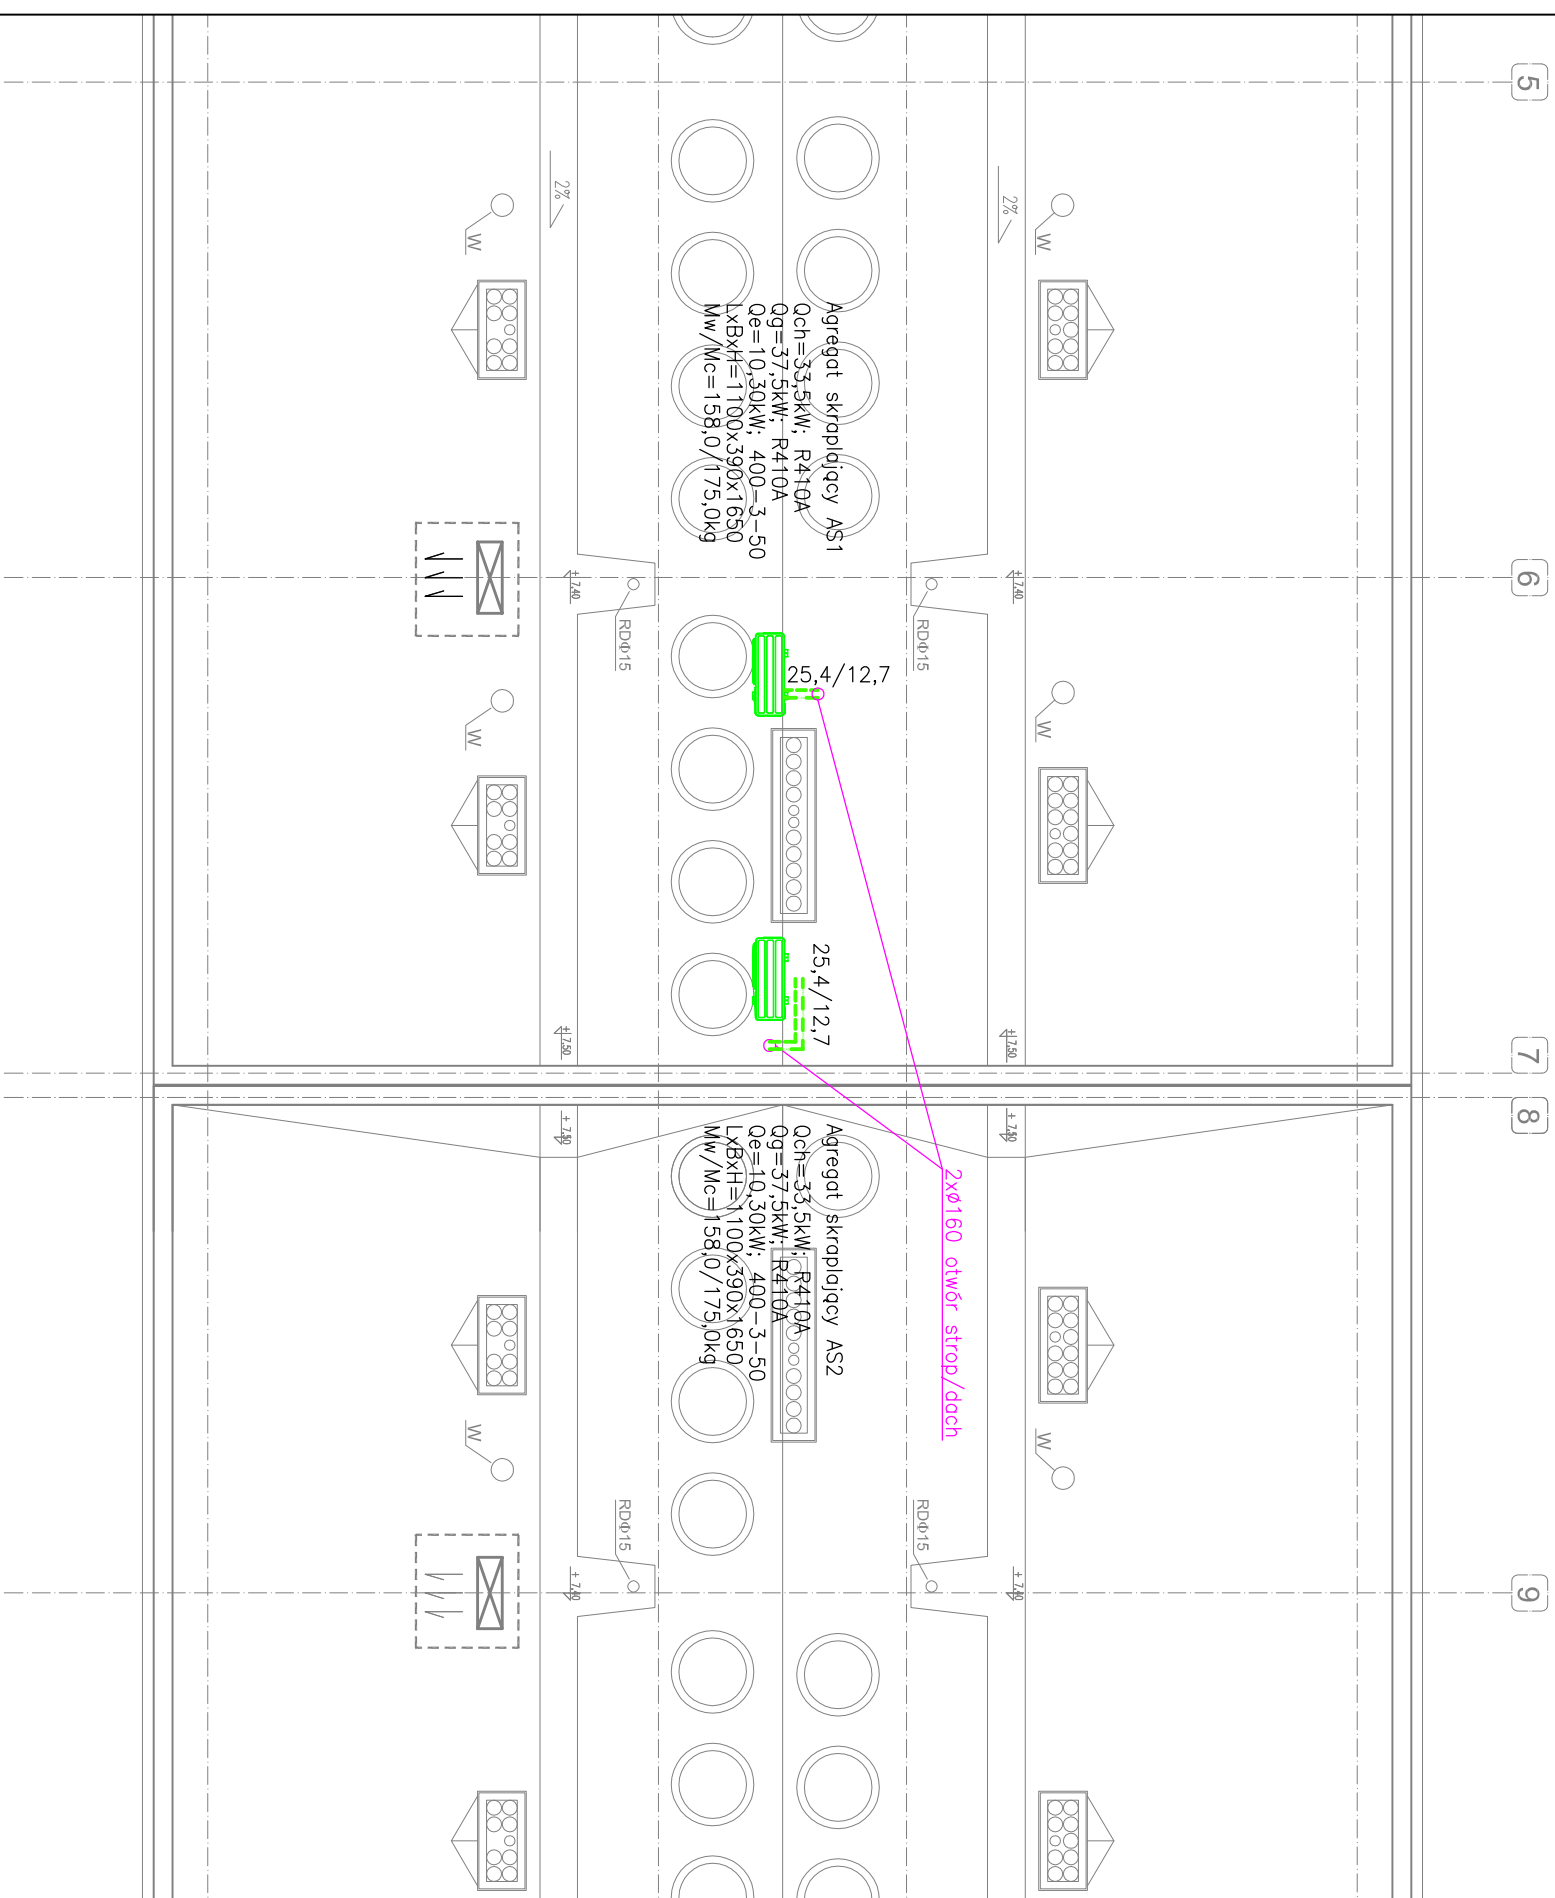 5
2%
2%
W
W
Agregat skraplający AS1
Qch=33,5kW; R410A
Qg=37,5kW; R410A
Qe=10,30kW; 400-3-50
LxBxH=1100x390x1650
Mw/Mc=158,0/175,0kg
6
+ 7,40
+ 7,40
RDΦ15
RDΦ15
25,4/12,7
W
W
25,4/12,7
+ 7,50
+ 7,50
7
8
+ 7,50
+ 7,50
Agregat skraplający AS2
Qch=33,5kW; R410A
Qg=37,5kW; R410A
Qe=10,30kW; 400-3-50
LxBxH=1100x390x1650
Mw/Mc=158,0/175,0kg
2xø160 otwór strop/dach
W
W
RDΦ15
RDΦ15
+ 7,40
+ 7,40
9